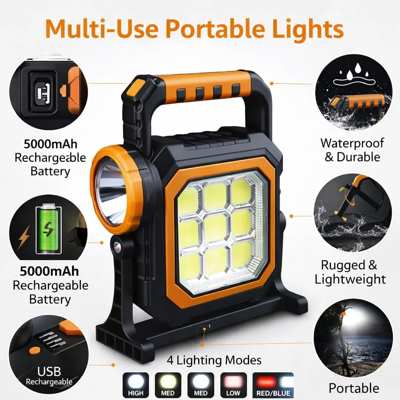 Multi-Use Portable Lights
5000mAh
Rechargeable
Battery
Waterproof
& Durable
5000mAh
Rechargeable
Battery
Rugged &
Lightweight
USB
Rechargeable
4 Lighting Modes
HIGH
MED
MED
LOW
RED/BLUE
Portable